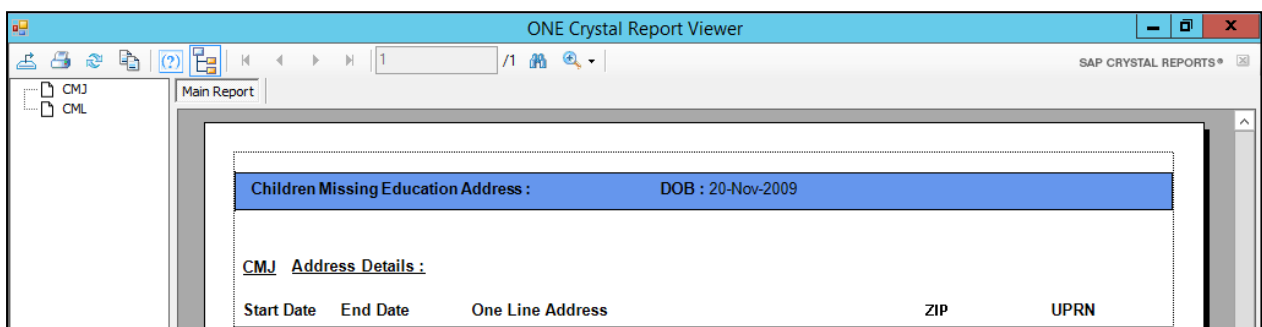 ONE Crystal Report Viewer
1 /1 SAP CRYSTAL REPORTS®
CMJ
CML
Main Report
Children Missing Education Address : DOB : 20-Nov-2009
CMJ Address Details :
Start Date End Date One Line Address ZIP UPRN